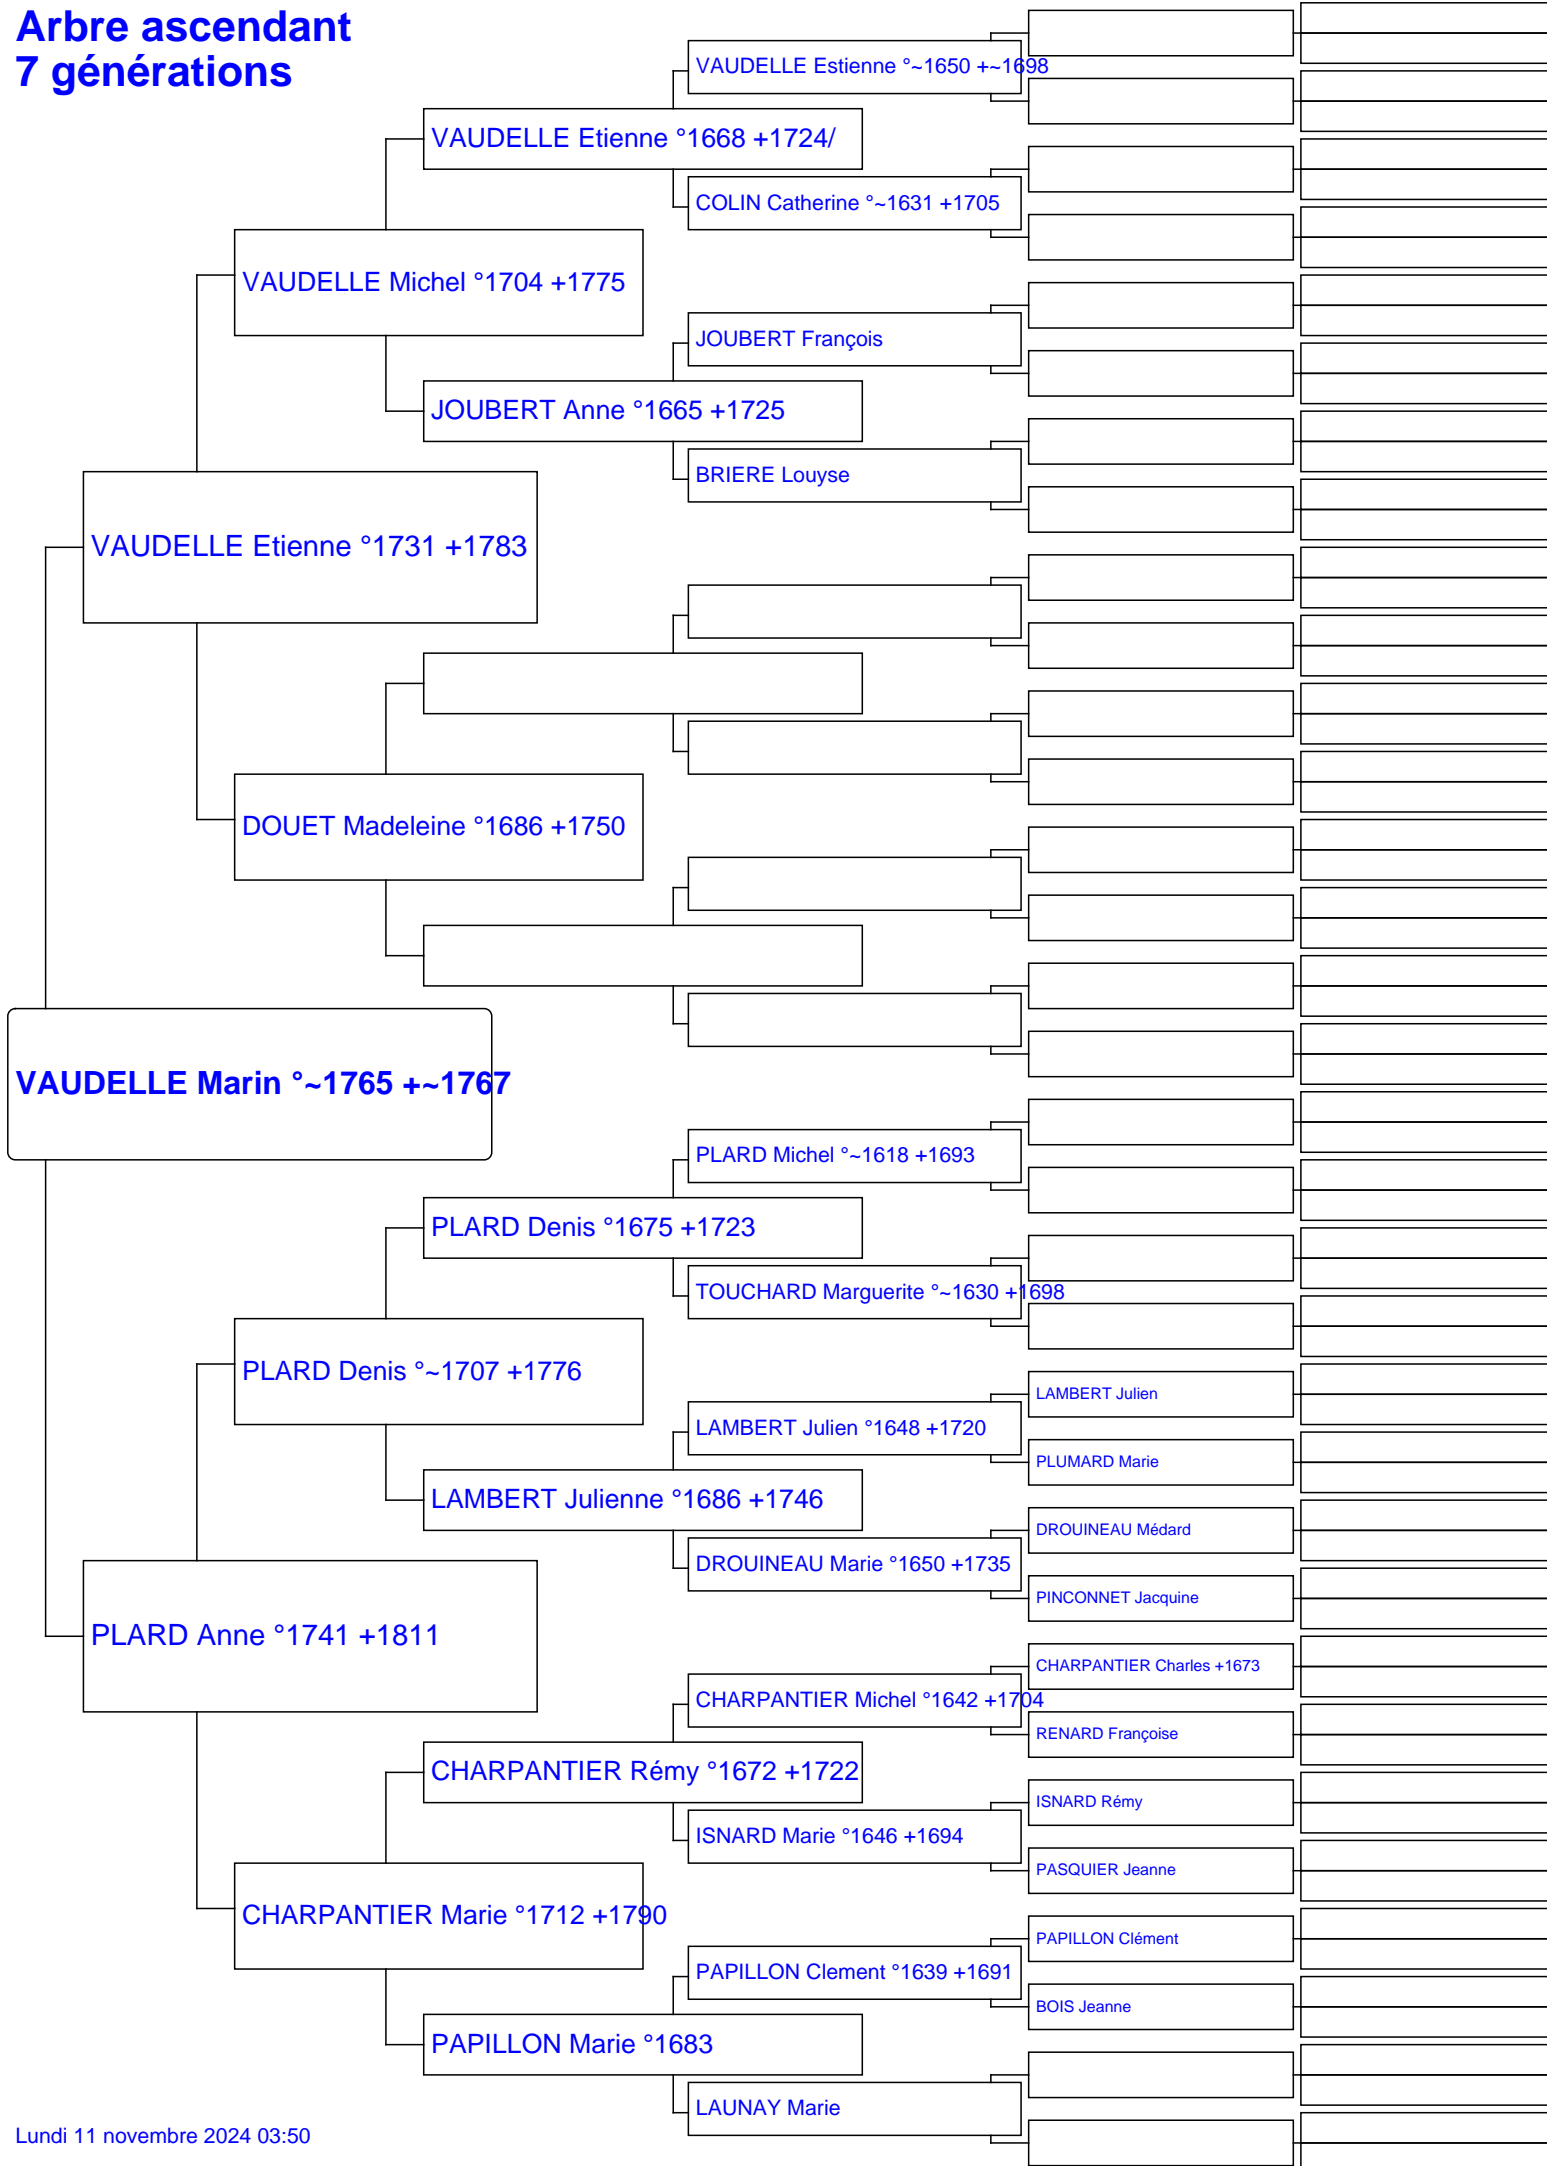 Arbre ascendant
7 générations
VAUDELLE Estienne °~1650 +~1698
VAUDELLE Etienne °1668 +1724/
COLIN Catherine °~1631 +1705
VAUDELLE Michel °1704 +1775
JOUBERT François
JOUBERT Anne °1665 +1725
BRIERE Louyse
VAUDELLE Etienne °1731 +1783
DOUET Madeleine °1686 +1750
VAUDELLE Marin °~1765 +~1767
PLARD Michel °~1618 +1693
PLARD Denis °1675 +1723
TOUCHARD Marguerite °~1630 +1698
PLARD Denis °~1707 +1776
LAMBERT Julien
LAMBERT Julien °1648 +1720
PLUMARD Marie
LAMBERT Julienne °1686 +1746
DROUINEAU Médard
DROUINEAU Marie °1650 +1735
PINCONNET Jacquine
PLARD Anne °1741 +1811
CHARPANTIER Charles +1673
CHARPANTIER Michel °1642 +1704
RENARD Françoise
CHARPANTIER Rémy °1672 +1722
ISNARD Rémy
ISNARD Marie °1646 +1694
PASQUIER Jeanne
CHARPANTIER Marie °1712 +1790
PAPILLON Clément
PAPILLON Clement °1639 +1691
BOIS Jeanne
PAPILLON Marie °1683
LAUNAY Marie
Lundi 11 novembre 2024 03:50